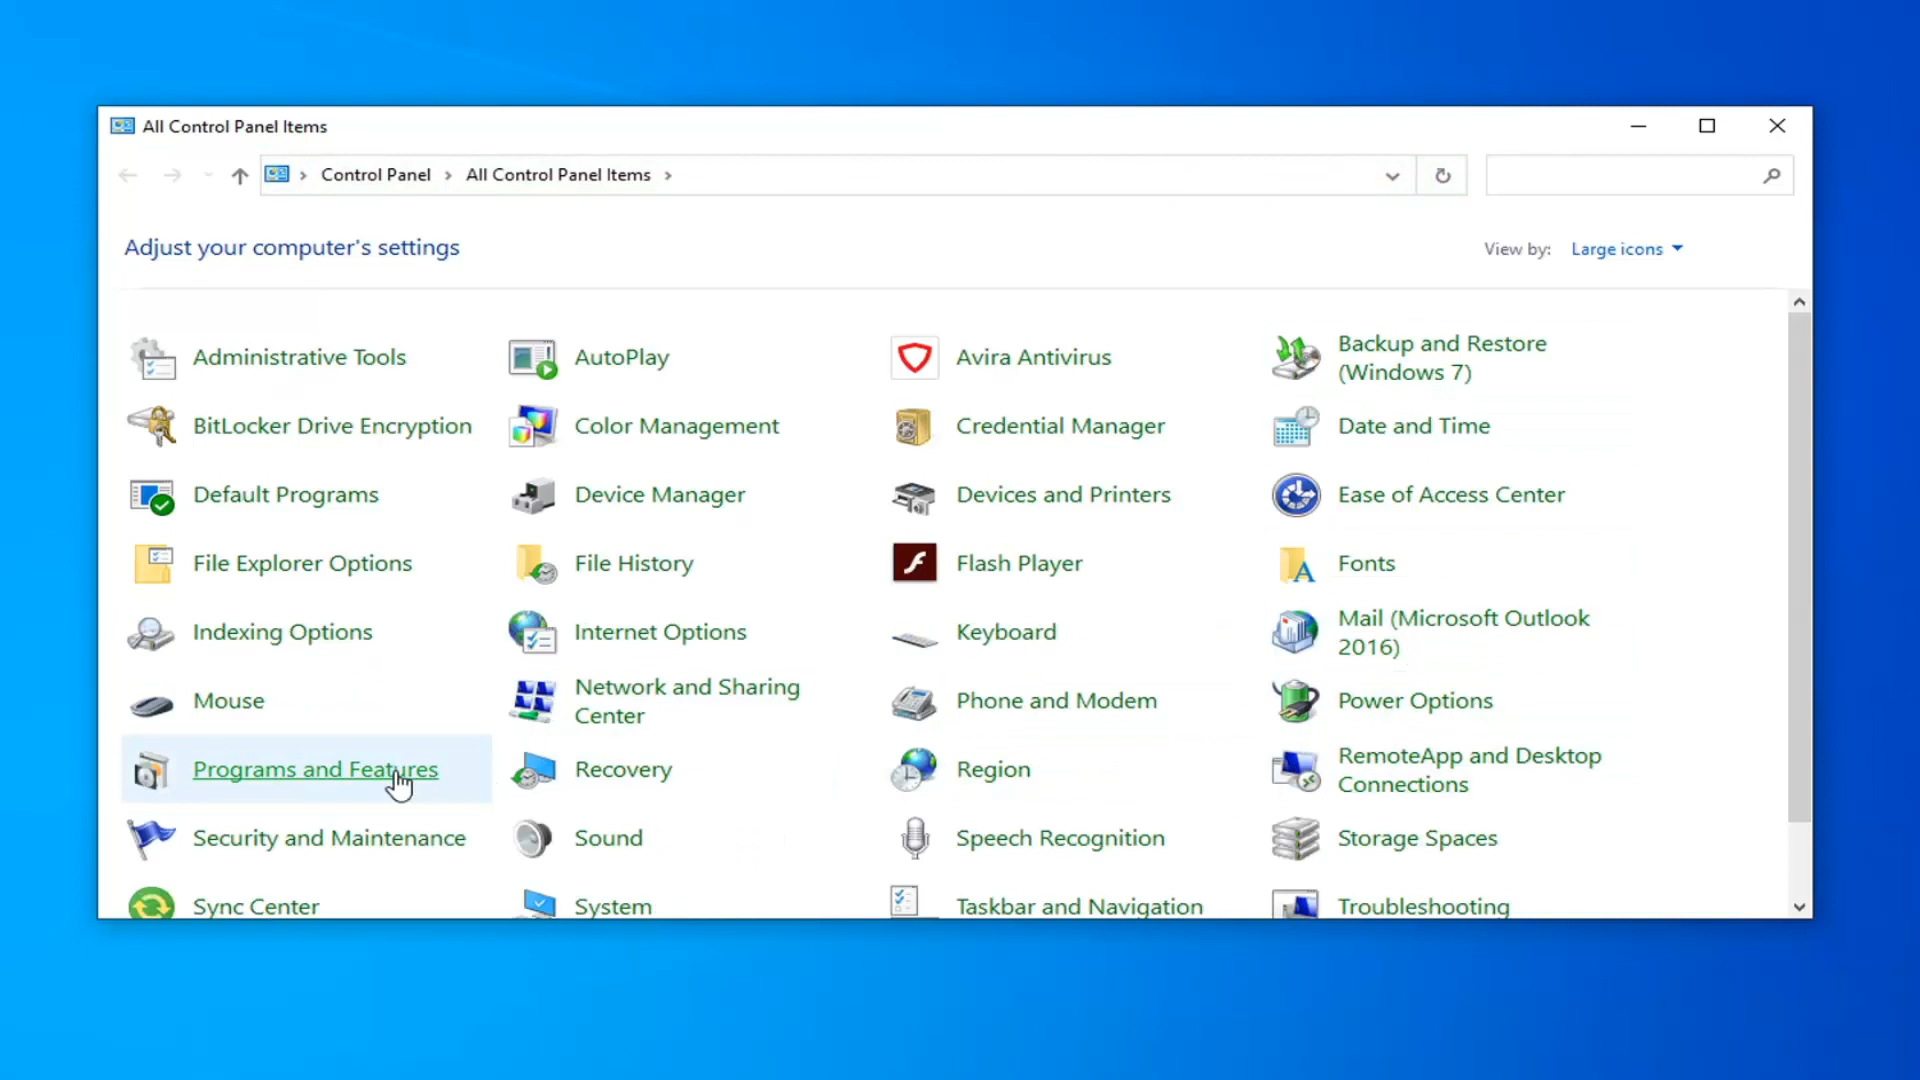 All Control Panel Items
Control Panel > All Control Panel Items >
Adjust your computer's settings
View by: Large icons
Administrative Tools
AutoPlay
Avira Antivirus
Backup and Restore
(Windows 7)
BitLocker Drive Encryption
Color Management
Credential Manager
Date and Time
Default Programs
Device Manager
Devices and Printers
Ease of Access Center
File Explorer Options
File History
Flash Player
Fonts
Indexing Options
Internet Options
Keyboard
Mail (Microsoft Outlook
2016)
Mouse
Network and Sharing
Center
Phone and Modem
Power Options
Programs and Features
Recovery
Region
RemoteApp and Desktop
Connections
Security and Maintenance
Sound
Speech Recognition
Storage Spaces
Sync Center
System
Taskbar and Navigation
Troubleshooting